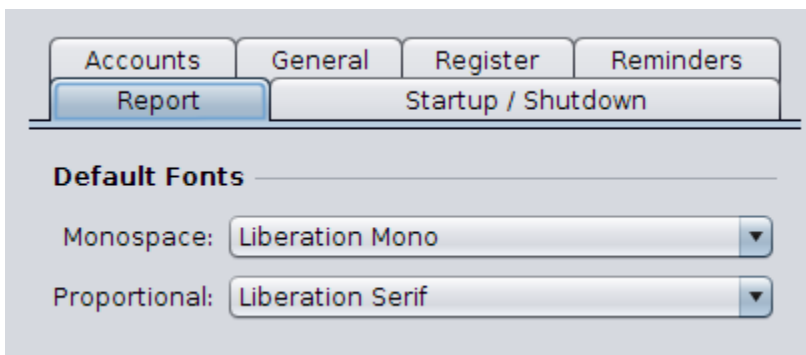 Accounts General Register Reminders
Report Startup / Shutdown
Default Fonts
Monospace: Liberation Mono
Proportional: Liberation Serif